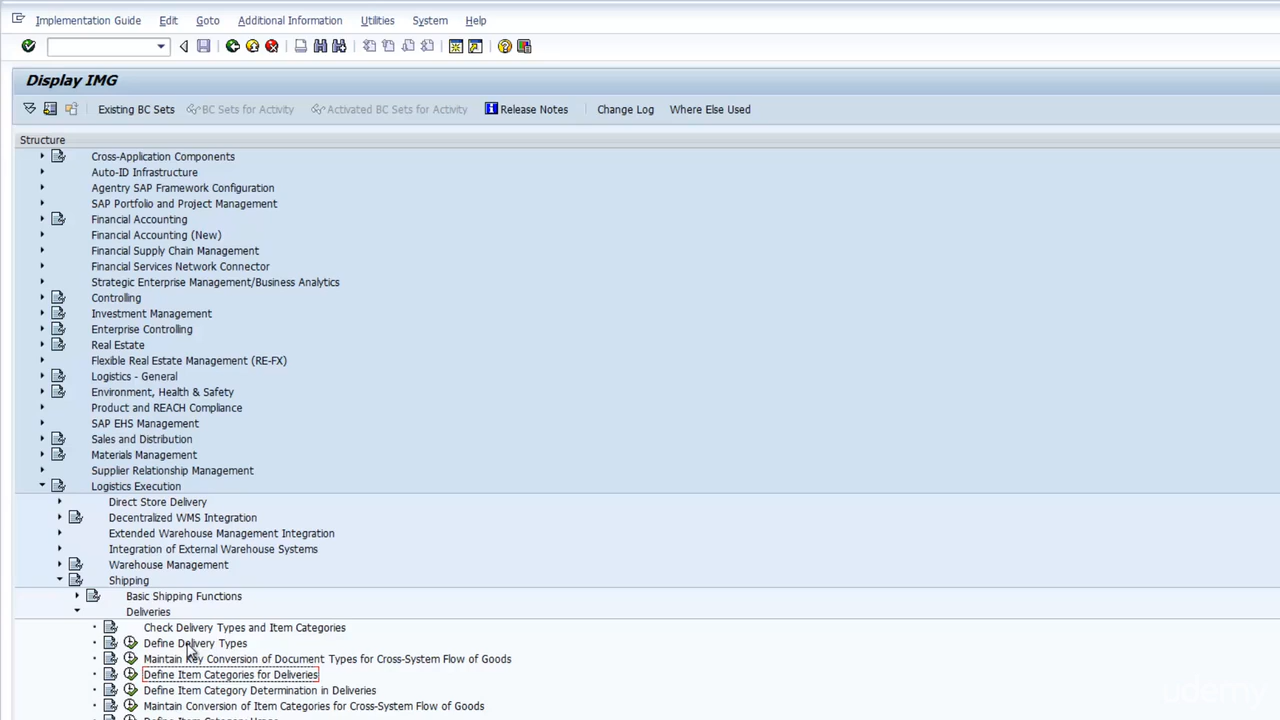 Implementation Guide Edit Goto Additional Information Utilities System Help
Display IMG
Existing BC Sets BC Sets for Activity Activated BC Sets for Activity Release Notes Change Log Where Else Used
Structure
Cross-Application Components
Auto-ID Infrastructure
Agentry SAP Framework Configuration
SAP Portfolio and Project Management
Financial Accounting
Financial Accounting (New)
Financial Supply Chain Management
Financial Services Network Connector
Strategic Enterprise Management/Business Analytics
Controlling
Investment Management
Enterprise Controlling
Real Estate
Flexible Real Estate Management (RE-FX)
Logistics - General
Environment, Health & Safety
Product and REACH Compliance
SAP EHS Management
Sales and Distribution
Materials Management
Supplier Relationship Management
Logistics Execution
Direct Store Delivery
Decentralized WMS Integration
Extended Warehouse Management Integration
Integration of External Warehouse Systems
Warehouse Management
Shipping
Basic Shipping Functions
Deliveries
Check Delivery Types and Item Categories
Define Delivery Types
Maintain Key Conversion of Document Types for Cross-System Flow of Goods
Define Item Categories for Deliveries
Define Item Category Determination in Deliveries
Maintain Conversion of Item Categories for Cross-System Flow of Goods
Define Item Category Usage
udemy